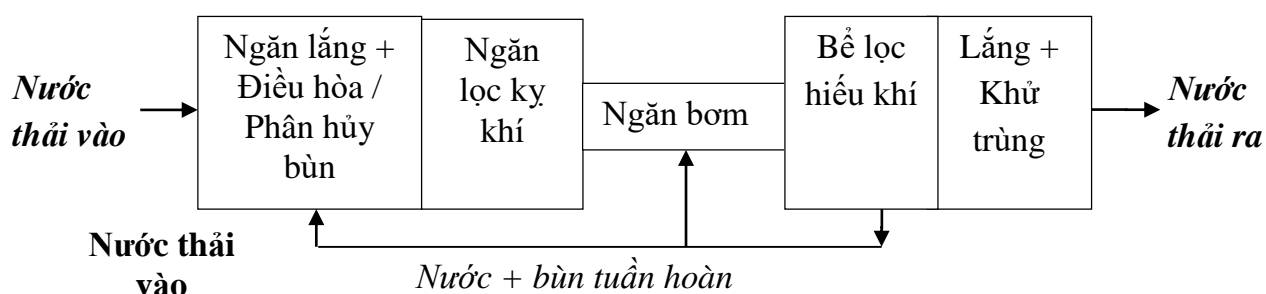 Nước
thải vào
Ngăn lắng +
Điều hòa /
Phân hủy
bùn
Ngăn
lọc kỵ
khí
Ngăn bơm
Bể lọc
hiếu khí
Lắng +
Khử
trùng
Nước
thải ra
Nước thải
vào
Nước + bùn tuần hoàn